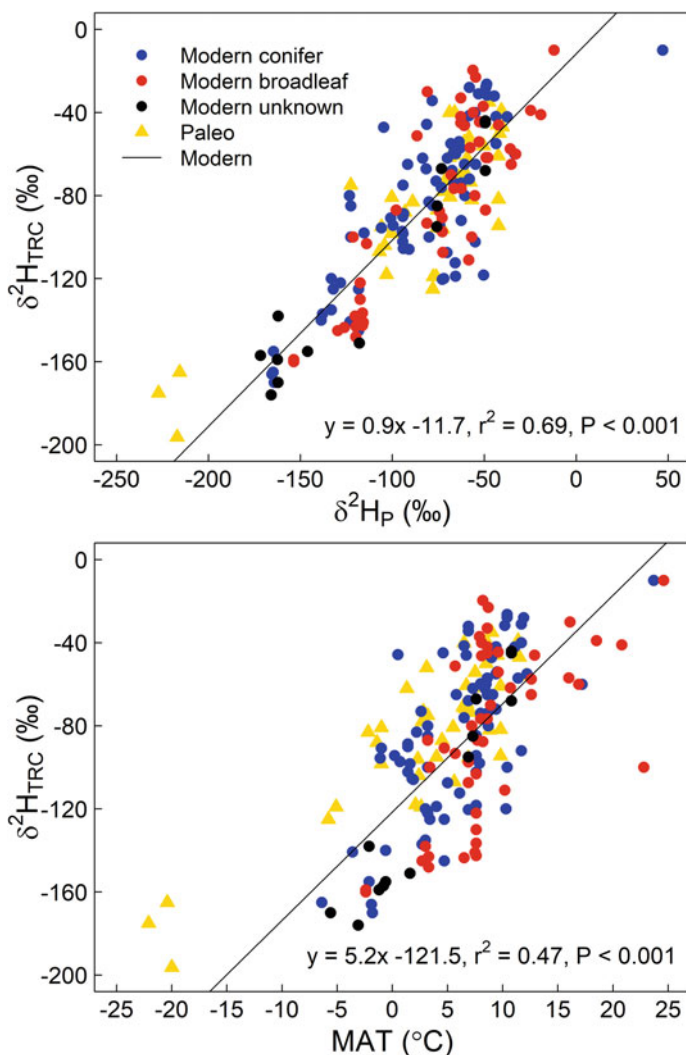 0
-40
-80
-120
-160
-200
δ²H_TRC (‰)
Modern conifer
Modern broadleaf
Modern unknown
Paleo
Modern
y = 0.9x -11.7, r² = 0.69, P < 0.001
-250 -200 -150 -100 -50 0 50
δ²H_P (‰)
0
-40
-80
-120
-160
-200
δ²H_TRC (‰)
y = 5.2x -121.5, r² = 0.47, P < 0.001
-25 -20 -15 -10 -5 0 5 10 15 20 25
MAT (°C)